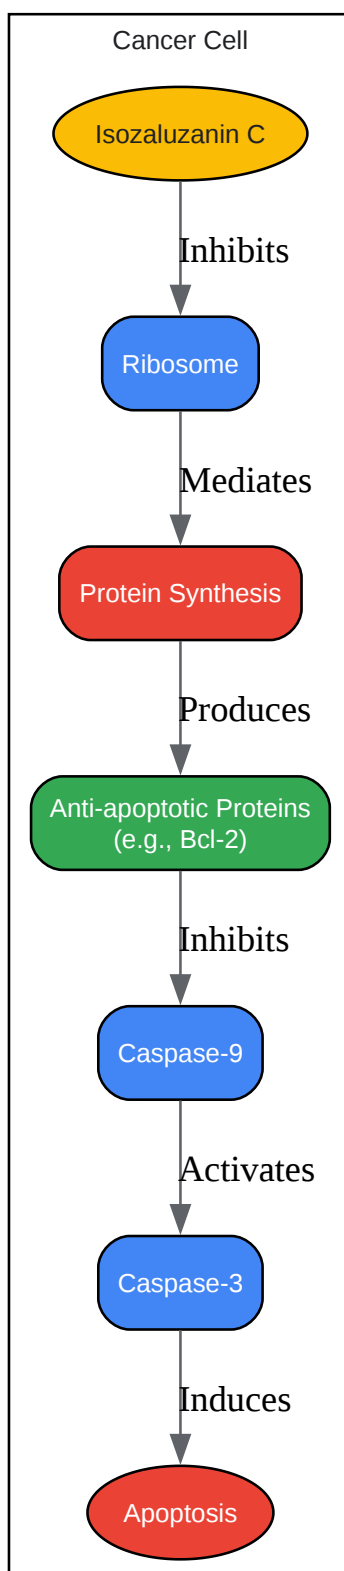 Cancer Cell
Isozaluzanin C
Inhibits
Ribosome
Mediates
Protein Synthesis
Produces
Anti-apoptotic Proteins
(e.g., Bcl-2)
Inhibits
Caspase-9
Activates
Caspase-3
Induces
Apoptosis